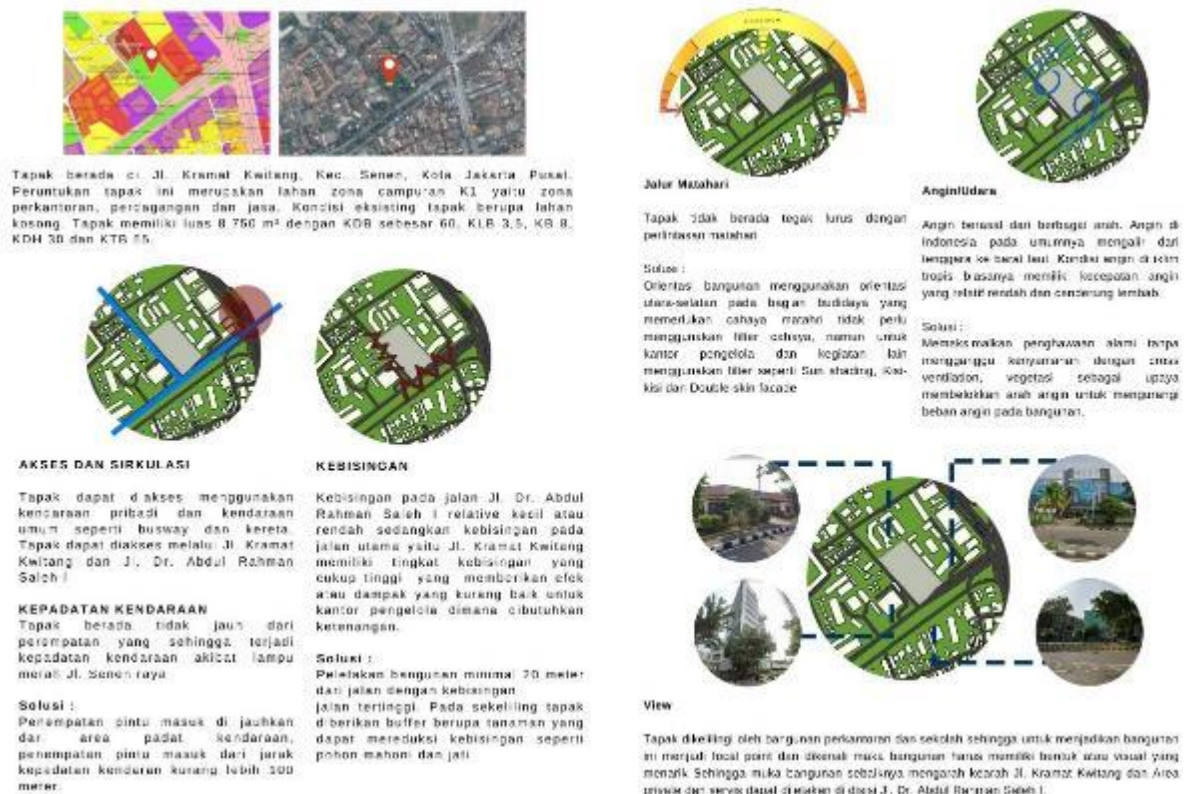 Tapak berada di Jl. Kramat Kwitang, Kec. Senen, Kota Jakarta Pusat.
Peruntukan tapak ini merupakan lahan zona campuran K1 yaitu zona
perkantoran, perdagangan dan jasa. Kondisi eksisting tapak berupa lahan
kosong. Tapak memiliki luas 8.750 m² dengan KDB sebesar 60, KLB 3,5, KB 8,
KDH 30 dan KTB 55.
AKSES DAN SIRKULASI
Tapak dapat diakses menggunakan
kendaraan pribadi dan kendaraan
umum seperti busway dan kereta.
Tapak dapat diakses melalui Jl. Kramat
Kwitang dan Jl. Dr. Abdul Rahman
Saleh I
KEPADATAN KENDARAAN
Tapak berada tidak jauh dari
perempatan yang sehingga terjadi
kepadatan kendaraan akibat lampu
merah Jl. Senen raya
Solusi :
Penempatan pintu masuk di jauhkan
dari area padat kendaraan,
penempatan pintu masuk dari jarak
kepadatan kendaran kurang lebih 100
meter.
KEBISINGAN
Kebisingan pada jalan Jl. Dr. Abdul
Rahman Saleh I relative kecil atau
rendah sedangkan kebisingan pada
jalan utama yaitu Jl. Kramat Kwitang
memiliki tingkat kebisingan yang
cukup tinggi yang memberikan efek
atau dampak yang kurang baik untuk
kantor pengelola dimana dibutuhkan
ketenangan.
Solusi :
Peletakan bangunan minimal 20 meter
dari jalan dengan kebisingan
jalan tertinggi. Pada sekeliling tapak
diberikan buffer berupa tanaman yang
dapat mereduksi kebisingan seperti
pohon mahoni dan jati
Jalur Matahari
Tapak tidak berada tegak lurus dengan
perlintasan matahari
Solusi :
Orientasi bangunan menggunakan orientasi
utara-selatan pada bagian budidaya yang
memerlukan cahaya matahri tidak perlu
menggunakan filter cahaya, namun untuk
kantor pengelola dan kegiatan lain
menggunakan filter seperti Sun shading, Kisi-
kisi dan Double skin facade
Angin/Udara
Angin berasal dari berbagai arah. Angin di
Indonesia pada umumnya mengalir dari
tenggara ke barat laut. Kondisi angin di iklim
tropis biasanya memilik kecepatan angin
yang relatif rendah dan cenderung lembab.
Solusi :
Memaksimalkan penghawaan alami tanpa
mengganggu kenyamanan dengan cross
ventilation, vegetasi sebagai upaya
membelokkan arah angin untuk mengurangi
beban angin pada bangunan.
View
Tapak dikelilingi oleh bangunan perkantoran dan sekolah sehingga untuk menjadikan bangunan
ini menjadi focal point dan dikenali maka bangunan harus memiliki bentuk atau visual yang
menarik. Sehingga muka bangunan sebaiknya mengarah kearah Jl. Kramat Kwitang dan Area
private dan servis dapat diletakan di disisi Jl. Dr. Abdul Rahman Saleh I.